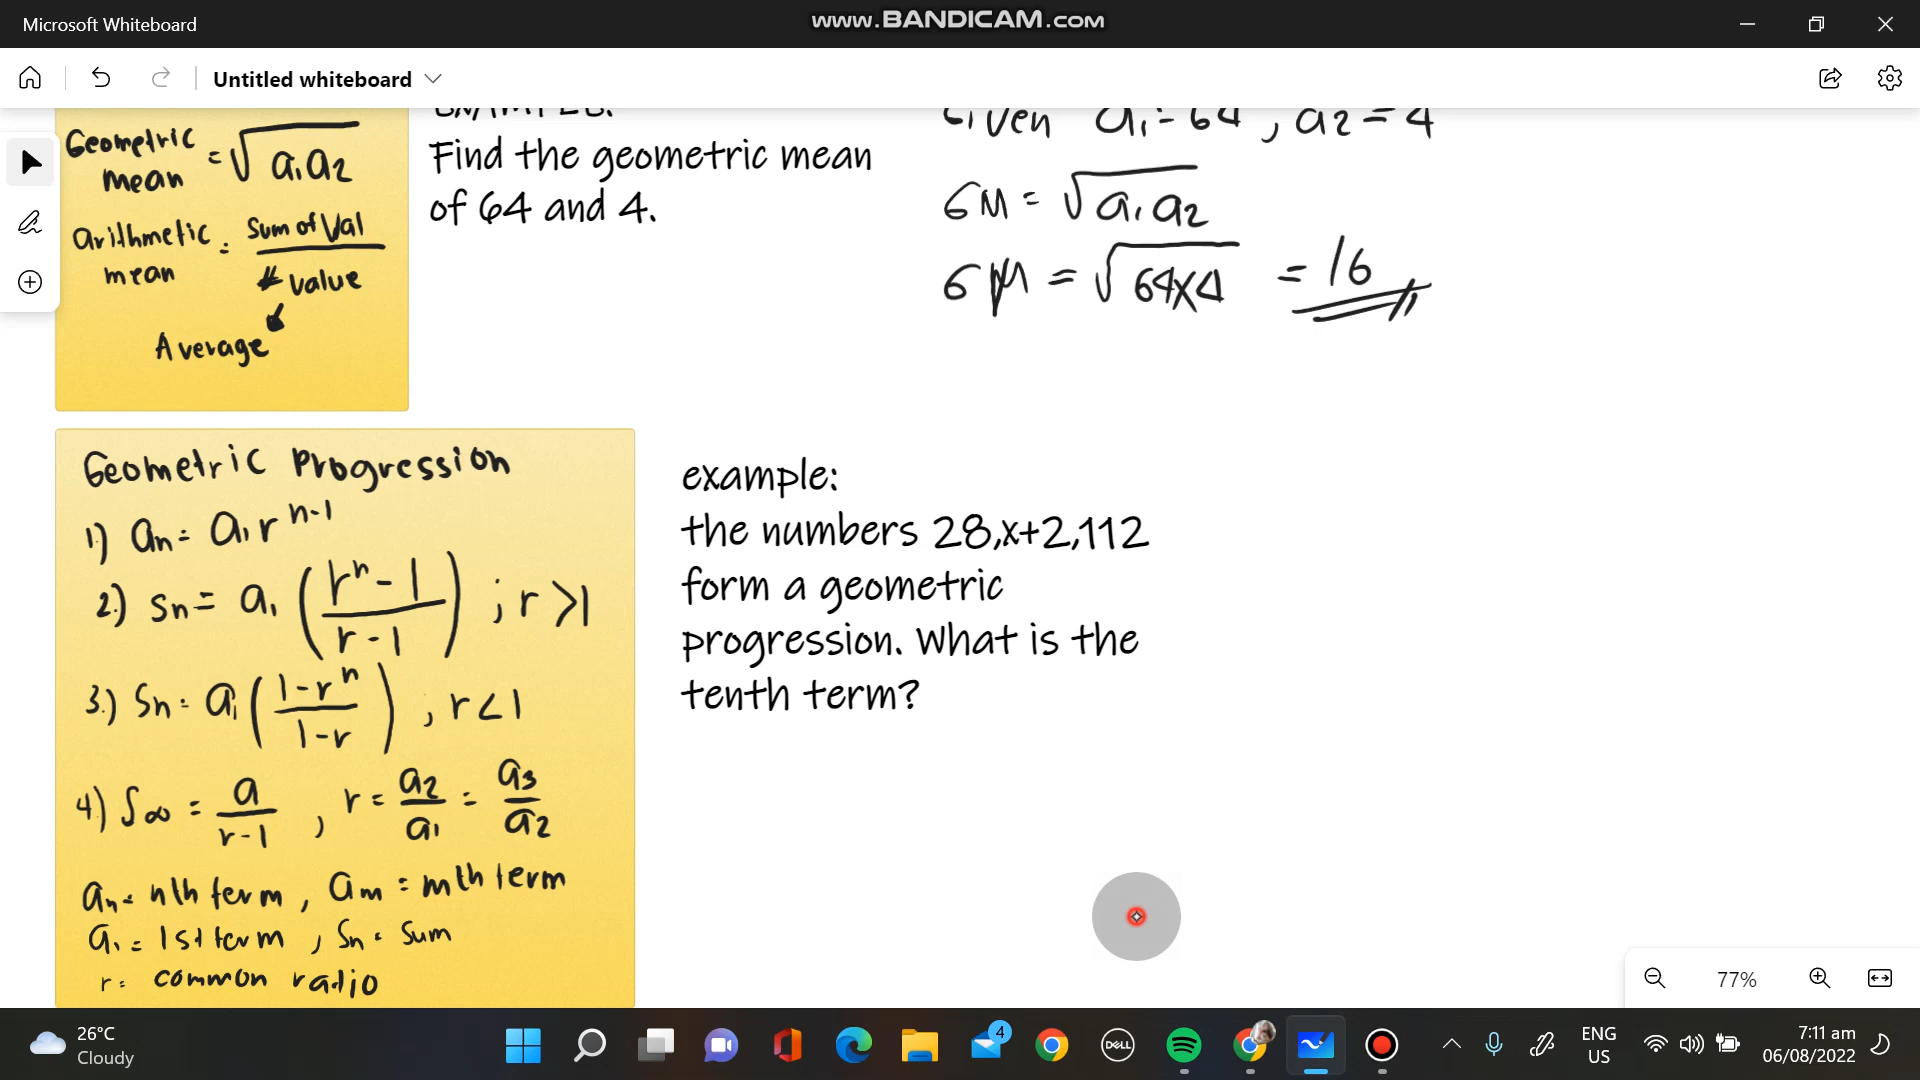 Microsoft Whiteboard
www.BANDICAM.com
Untitled whiteboard
Geometric mean = √a₁a₂
arithmetic mean = Sum of Val / # value
Average
Find the geometric mean
of 64 and 4.
Given a₁ = 64, a₂ = 4
GM = √a₁a₂
GM = √64x4 = 16
Geometric Progression
1.) aₙ = a₁rⁿ⁻¹
2.) Sₙ = a₁ (rⁿ - 1 / r - 1) ; r > 1
3.) Sₙ = a₁ (1 - rⁿ / 1 - r) , r < 1
4.) S∞ = a / r - 1 , r = a₂/a₁ = a₃/a₂
aₙ = nth term, aₘ = mth term
a₁ = 1st term, Sₙ = sum
r = common ratio
example:
the numbers 28,x+2,112
form a geometric
progression. What is the
tenth term?
77%
26°C
Cloudy
4
DELL
ENG
US
7:11 am
06/08/2022